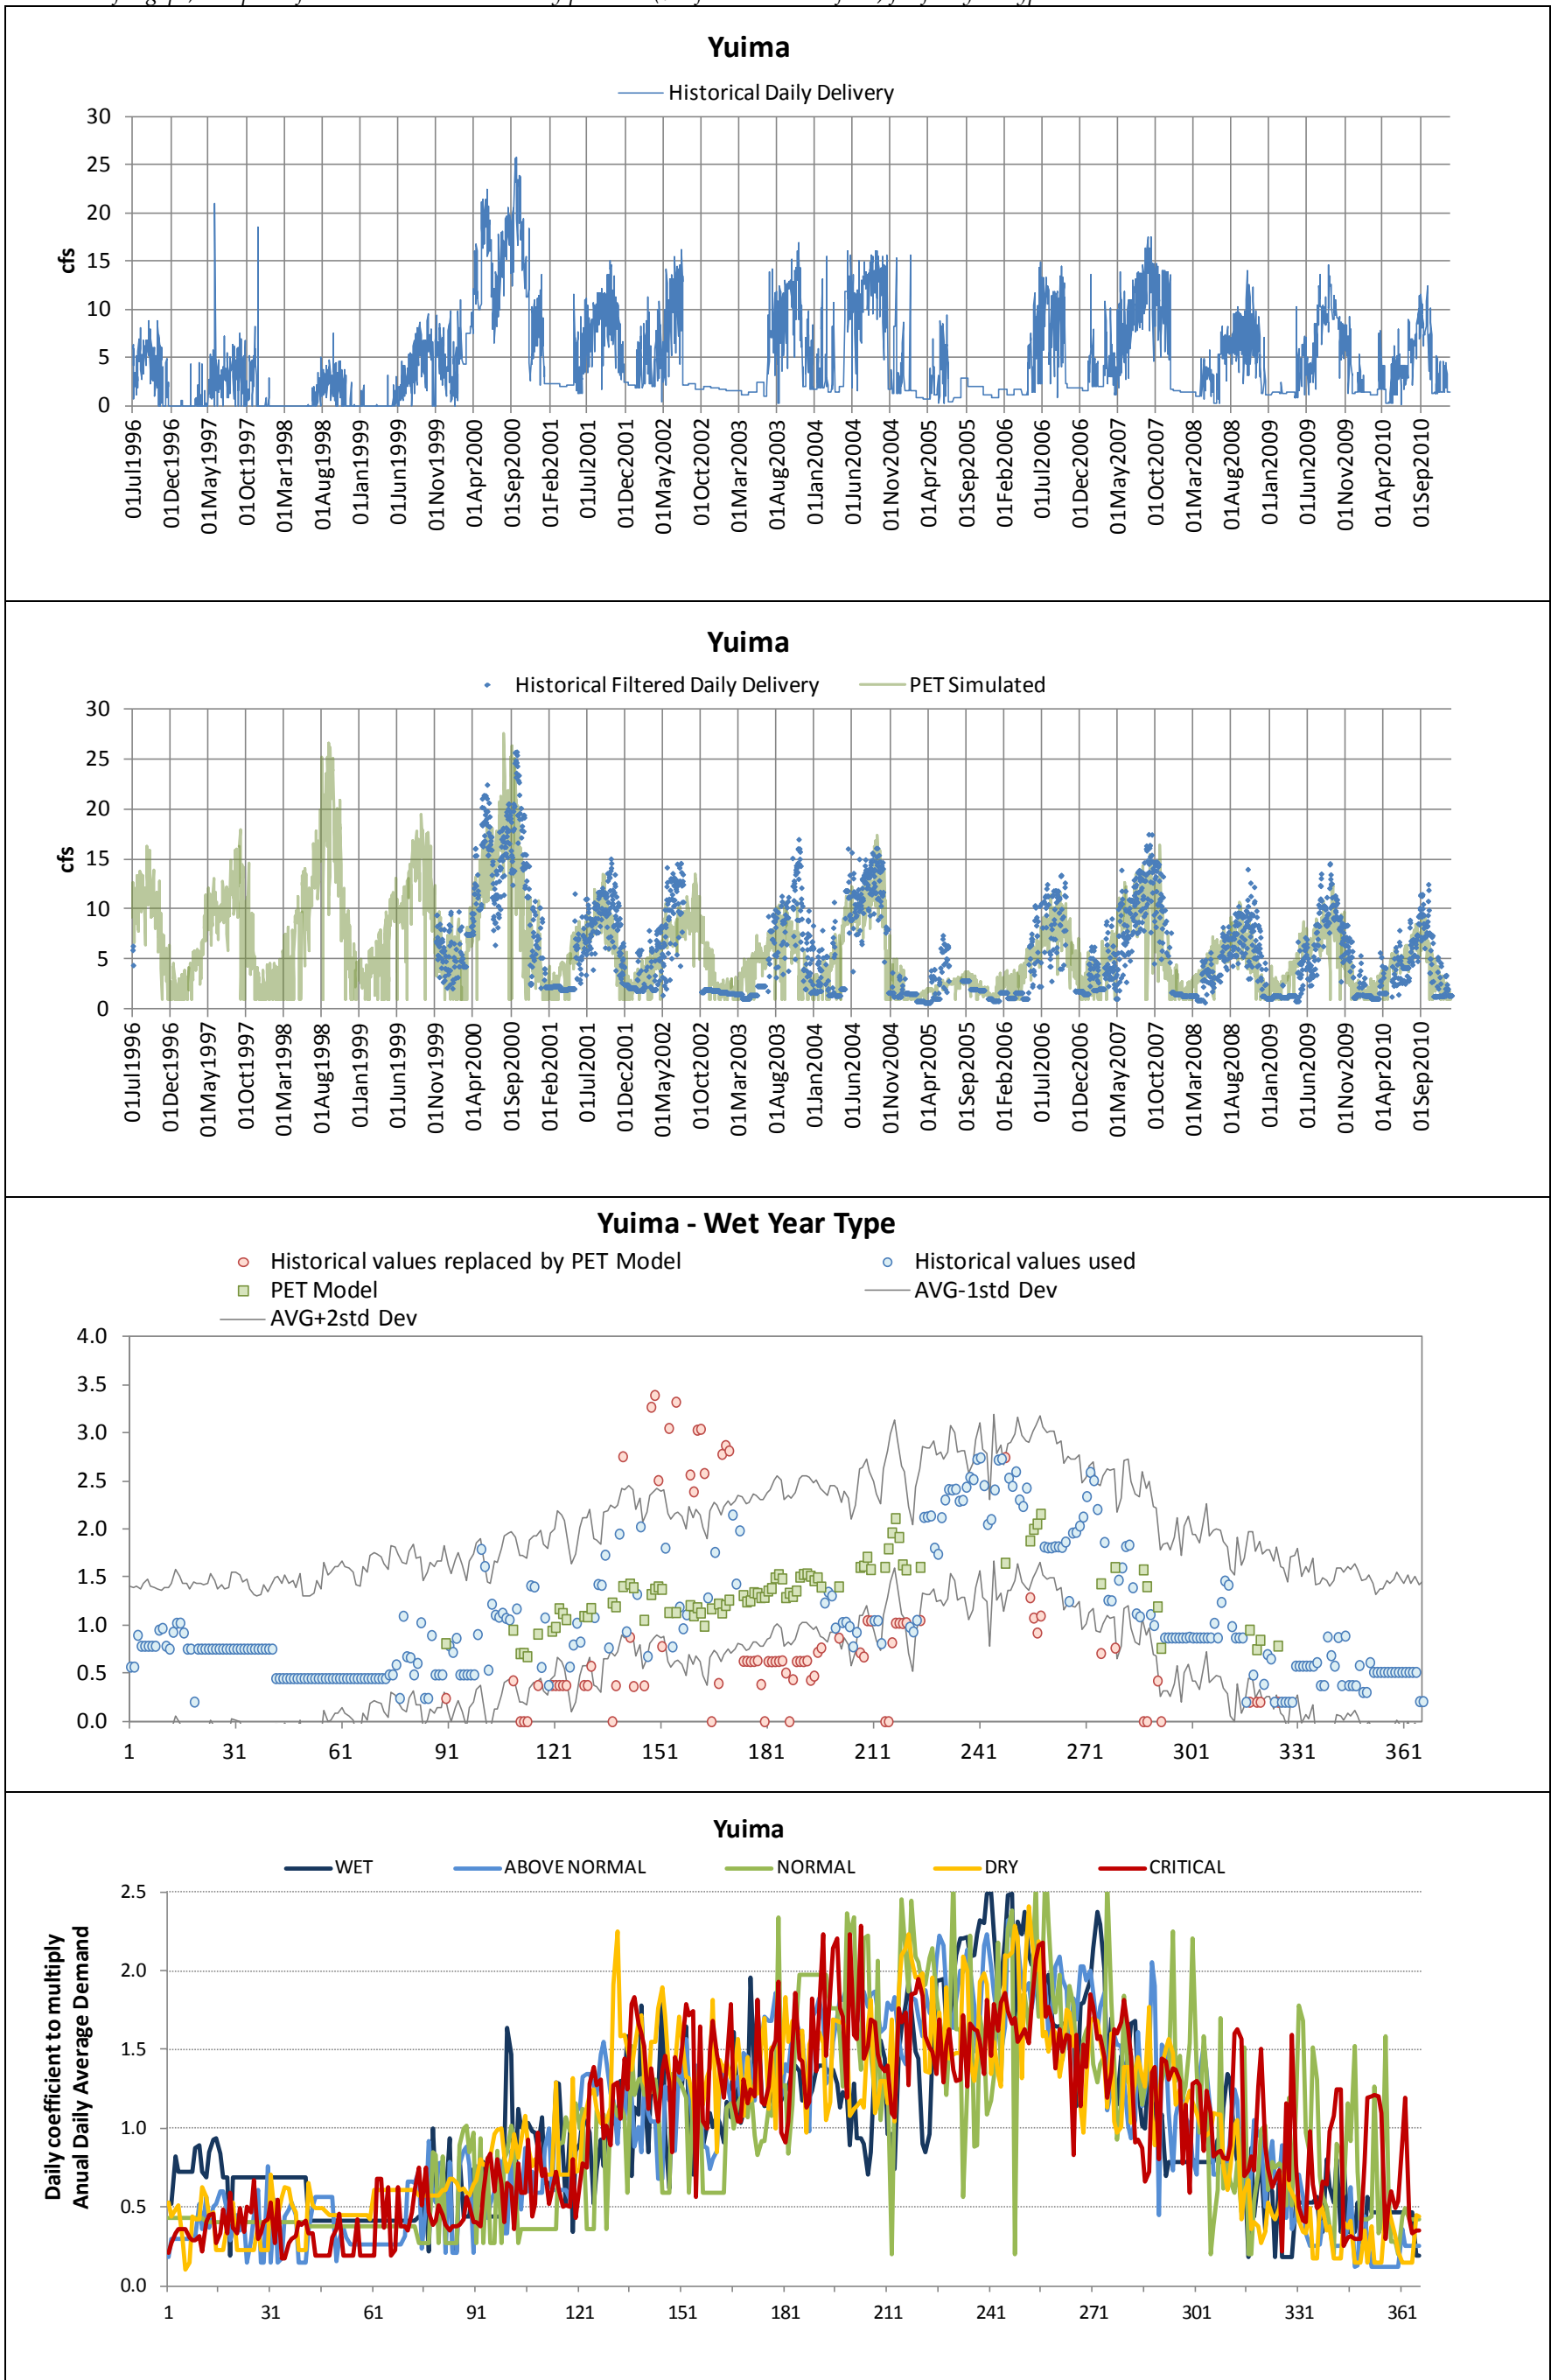 Yuima
Historical Daily Delivery
30
25
20
15
10
5
0
cfs
01Jul1996
01Dec1996
01May1997
01Oct1997
01Mar1998
01Aug1998
01Jan1999
01Jun1999
01Nov1999
01Apr2000
01Sep2000
01Feb2001
01Jul2001
01Dec2001
01May2002
01Oct2002
01Mar2003
01Aug2003
01Jan2004
01Jun2004
01Nov2004
01Apr2005
01Sep2005
01Feb2006
01Jul2006
01Dec2006
01May2007
01Oct2007
01Mar2008
01Aug2008
01Jan2009
01Jun2009
01Nov2009
01Apr2010
01Sep2010
Yuima
Historical Filtered Daily Delivery PET Simulated
30
25
20
15
10
5
0
cfs
01Jul1996
01Dec1996
01May1997
01Oct1997
01Mar1998
01Aug1998
01Jan1999
01Jun1999
01Nov1999
01Apr2000
01Sep2000
01Feb2001
01Jul2001
01Dec2001
01May2002
01Oct2002
01Mar2003
01Aug2003
01Jan2004
01Jun2004
01Nov2004
01Apr2005
01Sep2005
01Feb2006
01Jul2006
01Dec2006
01May2007
01Oct2007
01Mar2008
01Aug2008
01Jan2009
01Jun2009
01Nov2009
01Apr2010
01Sep2010
Yuima - Wet Year Type
Historical values replaced by PET Model Historical values used
PET Model AVG-1std Dev
AVG+2std Dev
4.0
3.5
3.0
2.5
2.0
1.5
1.0
0.5
0.0
1 31 61 91 121 151 181 211 241 271 301 331 361
Yuima
WET ABOVE NORMAL NORMAL DRY CRITICAL
Daily coefficient to multiply
Anual Daily Average Demand
2.5
2.0
1.5
1.0
0.5
0.0
1 31 61 91 121 151 181 211 241 271 301 331 361